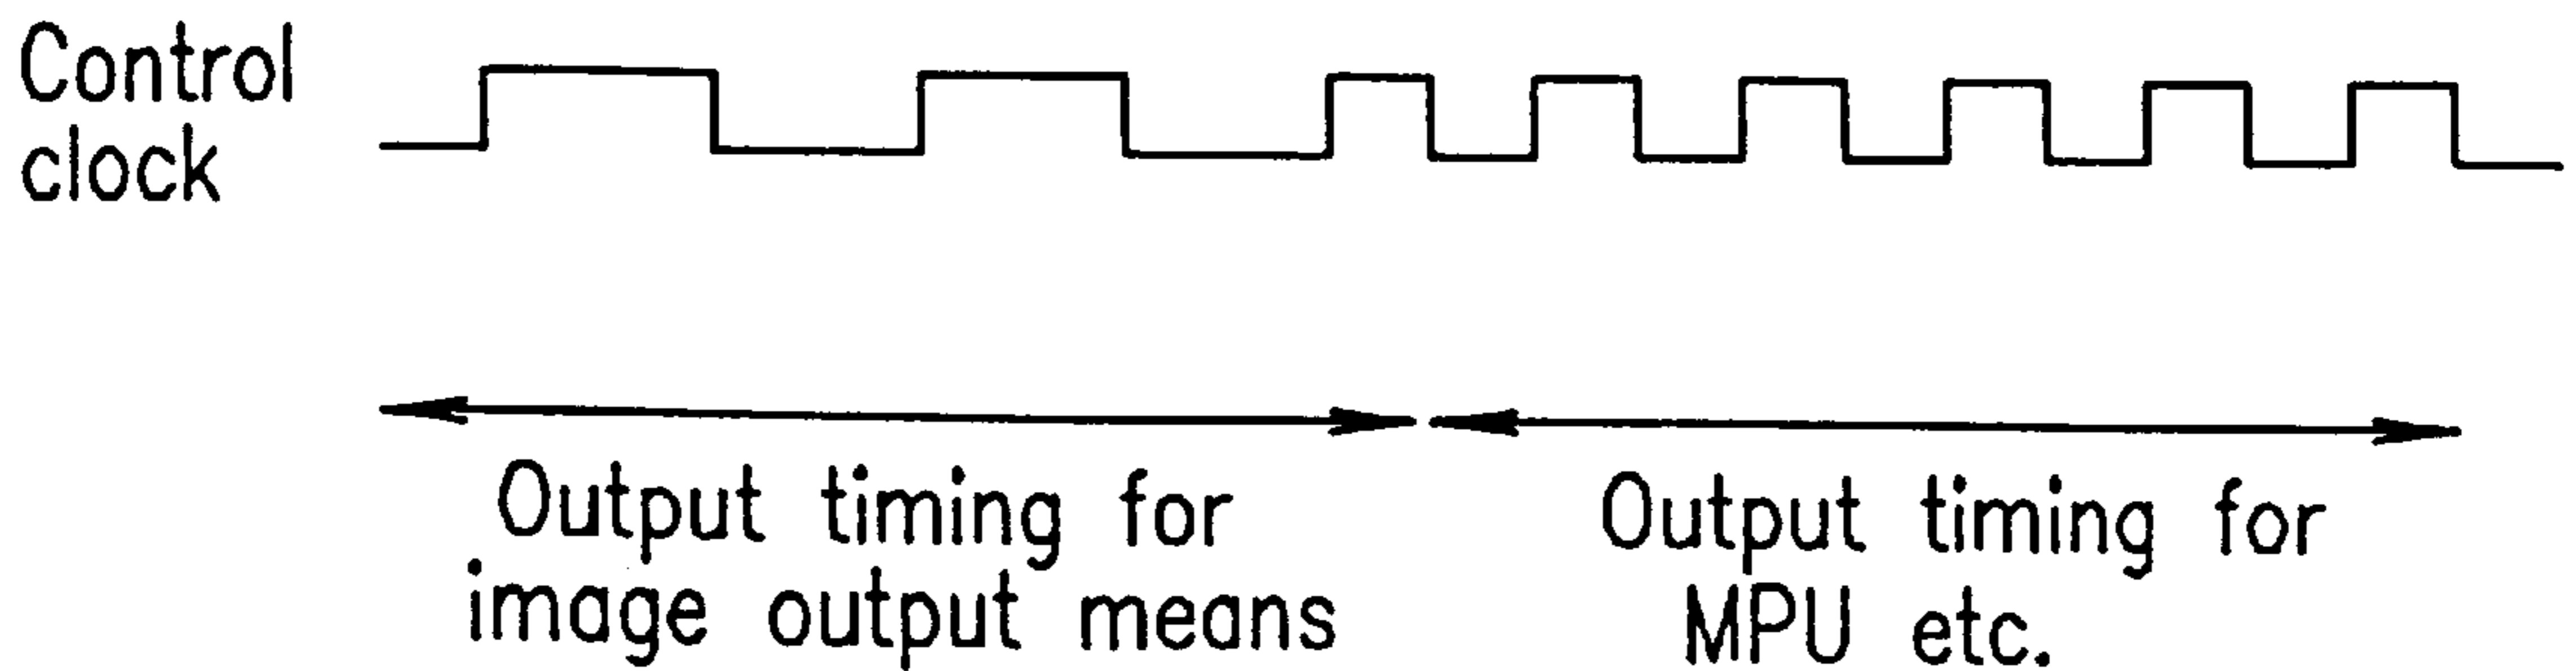 Control
clock
Output timing for
image output means
Output timing for
MPU etc.